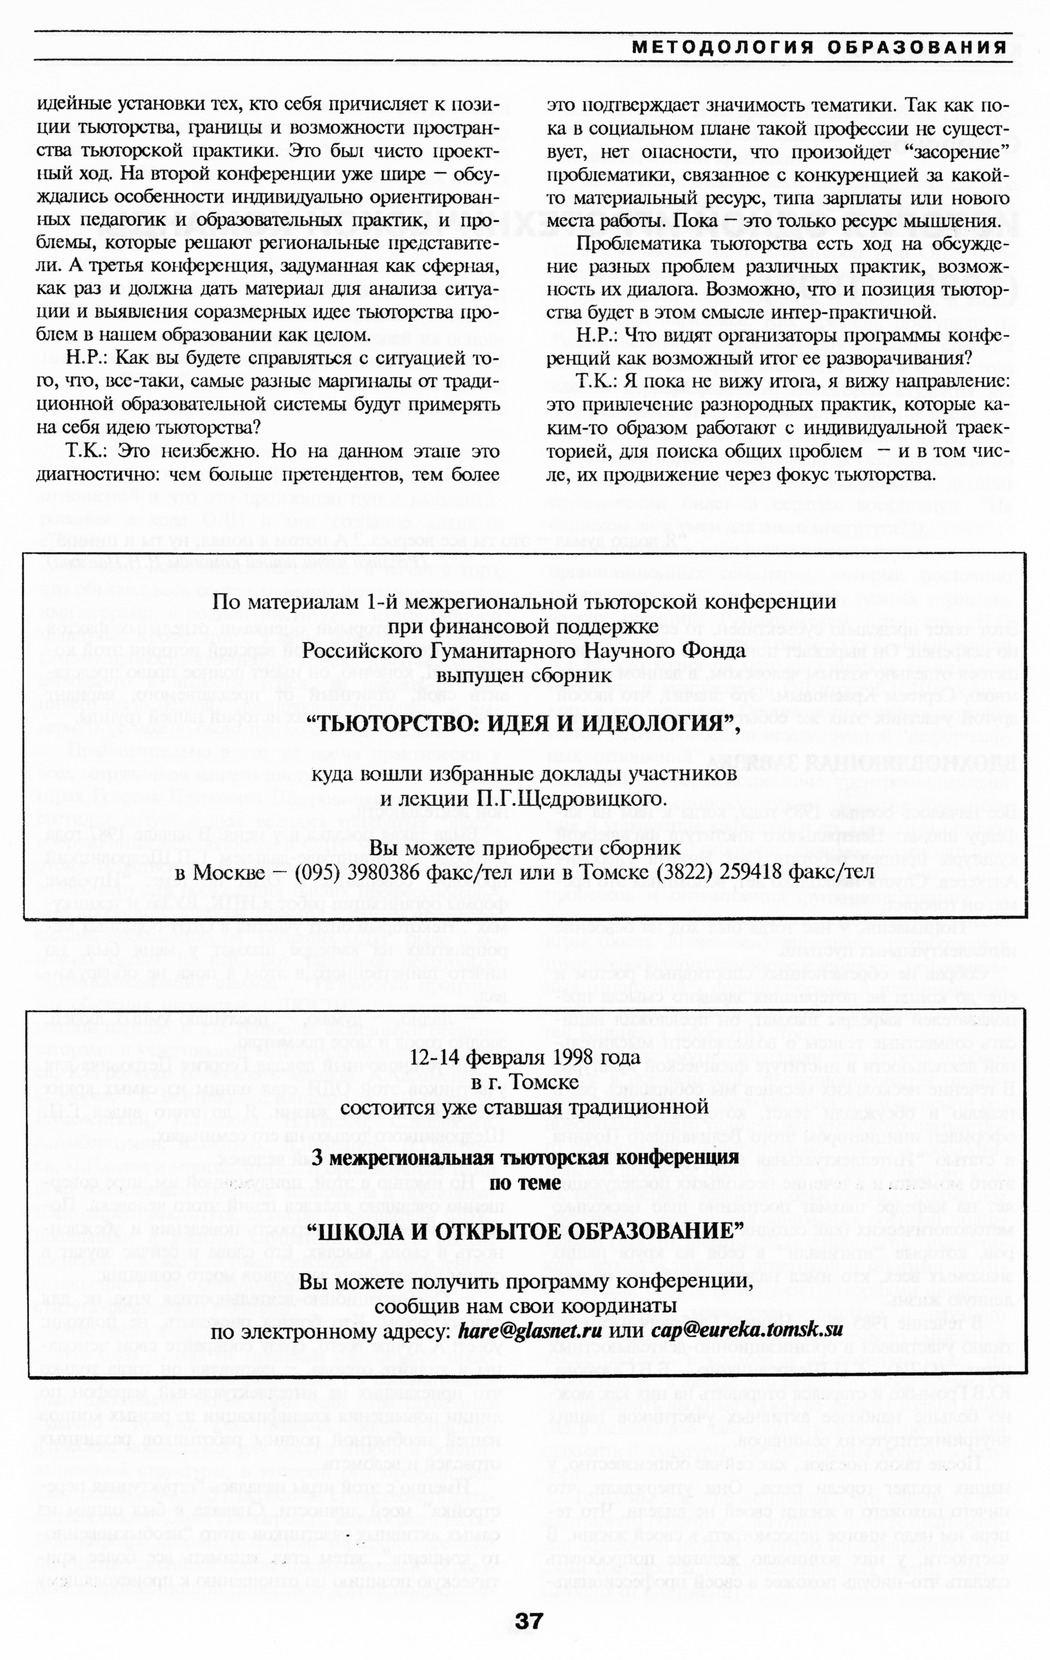 МЕТОДОЛОГИЯ ОБРАЗОВАНИЯ
идейные установки тех, кто себя причисляет к пози-
ции тьюторства, границы и возможности простран-
ства тьюторской практики. Это был чисто проект-
ный ход. На второй конференции уже шире — обсу-
ждались особенности индивидуально ориентирован-
ных педагогик и образовательных практик, и про-
блемы, которые решают региональные представите-
ли. А третья конференция, задуманная как сферная,
как раз и должна дать материал для анализа ситуа-
ции и выявления соразмерных идее тьюторства про-
блем в нашем образовании как целом.
Н.Р.: Как вы будете справляться с ситуацией то-
го, что, все-таки, самые разные маргиналы от тради-
ционной образовательной системы будут примерять
на себя идею тьюторства?
Т.К.: Это неизбежно. Но на данном этапе это
диагностично: чем больше претендентов, тем более
это подтверждает значимость тематики. Так как по-
ка в социальном плане такой профессии не сущест-
вует, нет опасности, что произойдет “засорение”
проблематики, связанное с конкуренцией за какой-
то материальный ресурс, типа зарплаты или нового
места работы. Пока — это только ресурс мышления
Проблематика тьюторства есть ход на обсужде-
ние разных проблем различных практик, возмож-
ность их диалога. Возможно, что и позиция тьютор-
ства будет в этом смысле интер-практичной.
Н.Р.: Что видят организаторы программы конфе-
ренций как возможный итог ее разворачивания?
Т.К.: Я пока не вижу итога, я вижу направление:
это привлечение разнородных практик, которые ка-
ким-то образом работают с индивидуальной траек-
торией, для поиска общих проблем — и в том чис-
ле, их продвижение через фокус тьюторства.
По материалам 1-й межрегиональной тьюторской конференции
при финансовой поддержке
Российского Гуманитарного Научного Фонда
выпущен сборник
“ТЬЮТОРСТВО: ИДЕЯ И ИДЕОЛОГИЯ”,
куда вошли избранные доклады участников
и лекции П.Г.Щедровицкого.
Вы можете приобрести сборник
в Москве — (095) 3980386 факс/тел или в Томске (3822) 259418 факс/тел
12-14 февраля 1998 года
в г. Томске
состоится уже ставшая традиционной
3 межрегиональная тьюторская конференция
по теме
“ШКОЛА И ОТКРЫТОЕ ОБРАЗОВАНИЕ”
Вы можете получить программу конференции,
сообщив нам свои координаты
по электронному адресу: hare@glasnet.ru или cap@eureka.tomsk.su
37